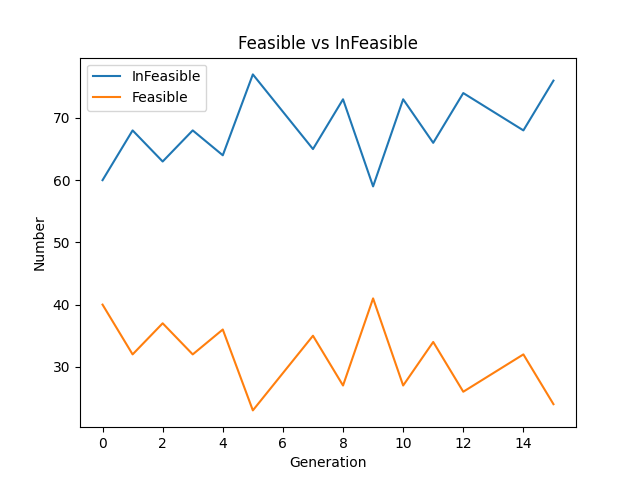 Feasible vs InFeasible
InFeasible
Feasible
70
60
50
40
30
Number
0 2 4 6 8 10 12 14
Generation